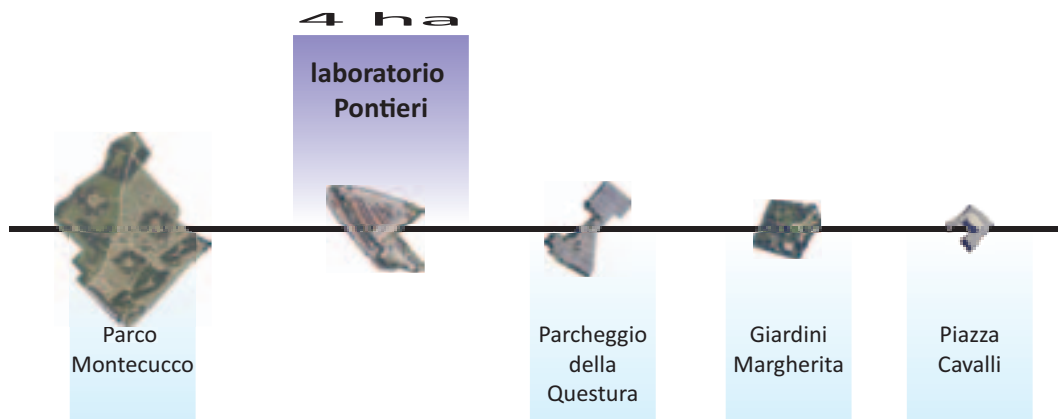 4 ha
laboratorio
Pontieri
Parco
Montecucco
Parcheggio
della
Questura
Giardini
Margherita
Piazza
Cavalli